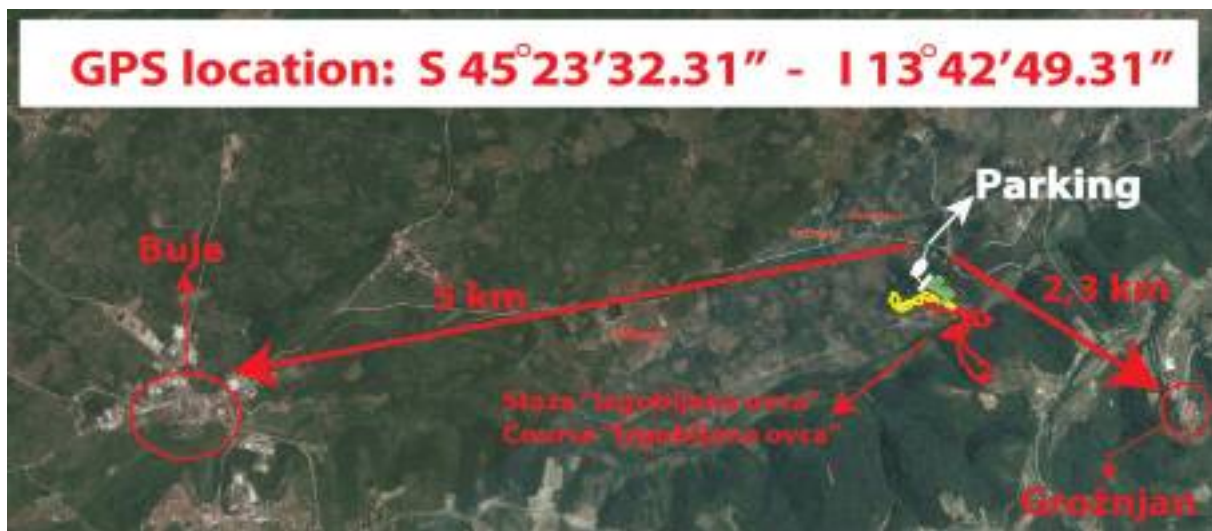 GPS location: S 45°23'32.31" - I 13°42'49.31"
Parking
Buje
5 km
2,3 km
Staza "Izgubljena ovca"
Course "Izgubljena ovca"
Grožnjan